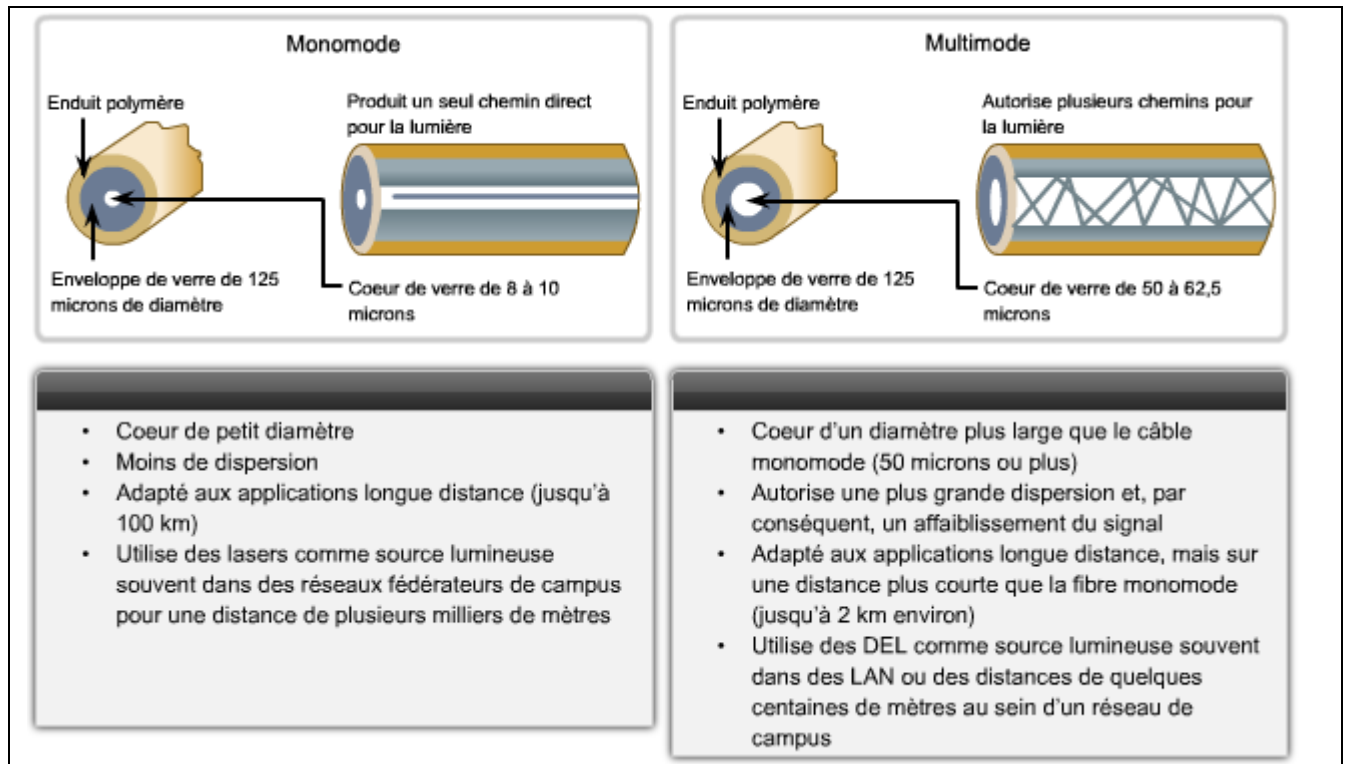 Monomode
Enduit polymère
Produit un seul chemin direct
pour la lumière
Enveloppe de verre de 125
microns de diamètre
Coeur de verre de 8 à 10
microns
Multimode
Enduit polymère
Autorise plusieurs chemins pour
la lumière
Enveloppe de verre de 125
microns de diamètre
Coeur de verre de 50 à 62,5
microns
• Coeur de petit diamètre
• Moins de dispersion
• Adapté aux applications longue distance (jusqu'à
100 km)
• Utilise des lasers comme source lumineuse
souvent dans des réseaux fédérateurs de campus
pour une distance de plusieurs milliers de mètres
• Coeur d'un diamètre plus large que le câble
monomode (50 microns ou plus)
• Autorise une plus grande dispersion et, par
conséquent, un affaiblissement du signal
• Adapté aux applications longue distance, mais sur
une distance plus courte que la fibre monomode
(jusqu'à 2 km environ)
• Utilise des DEL comme source lumineuse souvent
dans des LAN ou des distances de quelques
centaines de mètres au sein d'un réseau de
campus